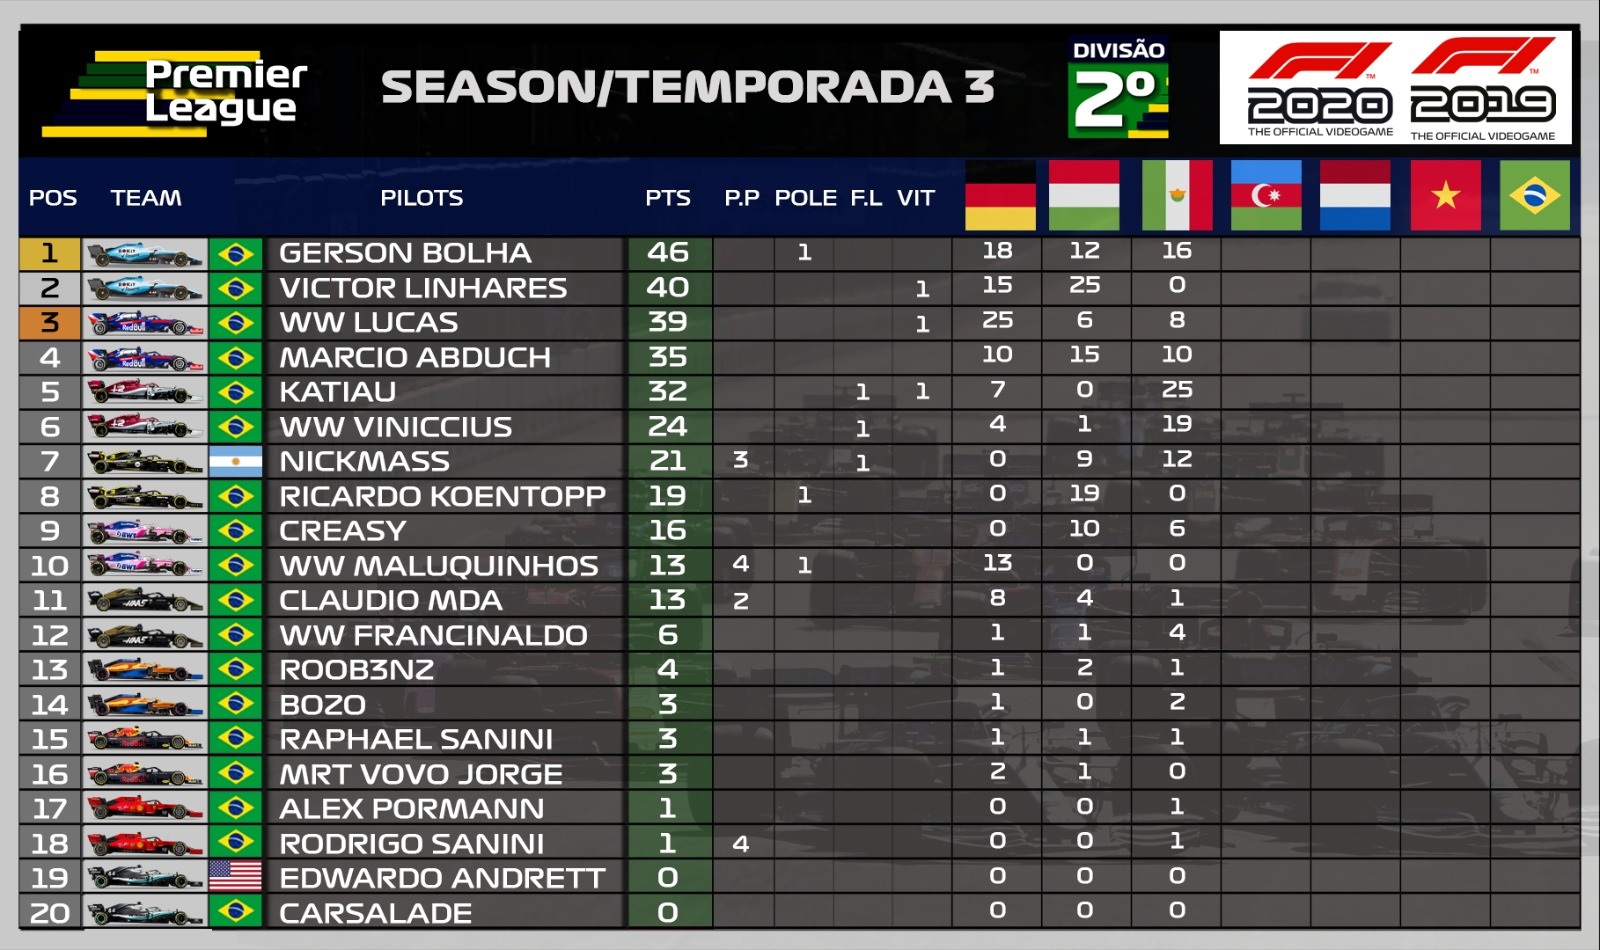 Premier
League
SEASON/TEMPORADA 3
DIVISÃO
2º
F1 2020
THE OFFICIAL VIDEOGAME
F1 2019
THE OFFICIAL VIDEOGAME
POS TEAM PILOTS PTS P.P POLE F.L VIT
1 GERSON BOLHA 46 1 18 12 16
2 VICTOR LINHARES 40 1 15 25 0
3 WW LUCAS 39 1 25 6 8
4 MARCIO ABDUCH 35 10 15 10
5 KATIAU 32 1 1 7 0 25
6 WW VINICCIUS 24 1 4 1 19
7 NICKMASS 21 3 1 0 9 12
8 RICARDO KOENTOPP 19 1 0 19 0
9 CREASY 16 0 10 6
10 WW MALUQUINHOS 13 4 1 13 0 0
11 CLAUDIO MDA 13 2 8 4 1
12 WW FRANCINALDO 6 1 1 4
13 ROOB3N2 4 1 2 1
14 BOZO 3 1 0 2
15 RAPHAEL SANINI 3 1 1 1
16 MRT VOVO JORGE 3 2 1 0
17 ALEX PORMANN 1 0 0 1
18 RODRIGO SANINI 1 4 0 0 1
19 EDWARDO ANDRETT 0 0 0 0
20 CARSALADE 0 0 0 0